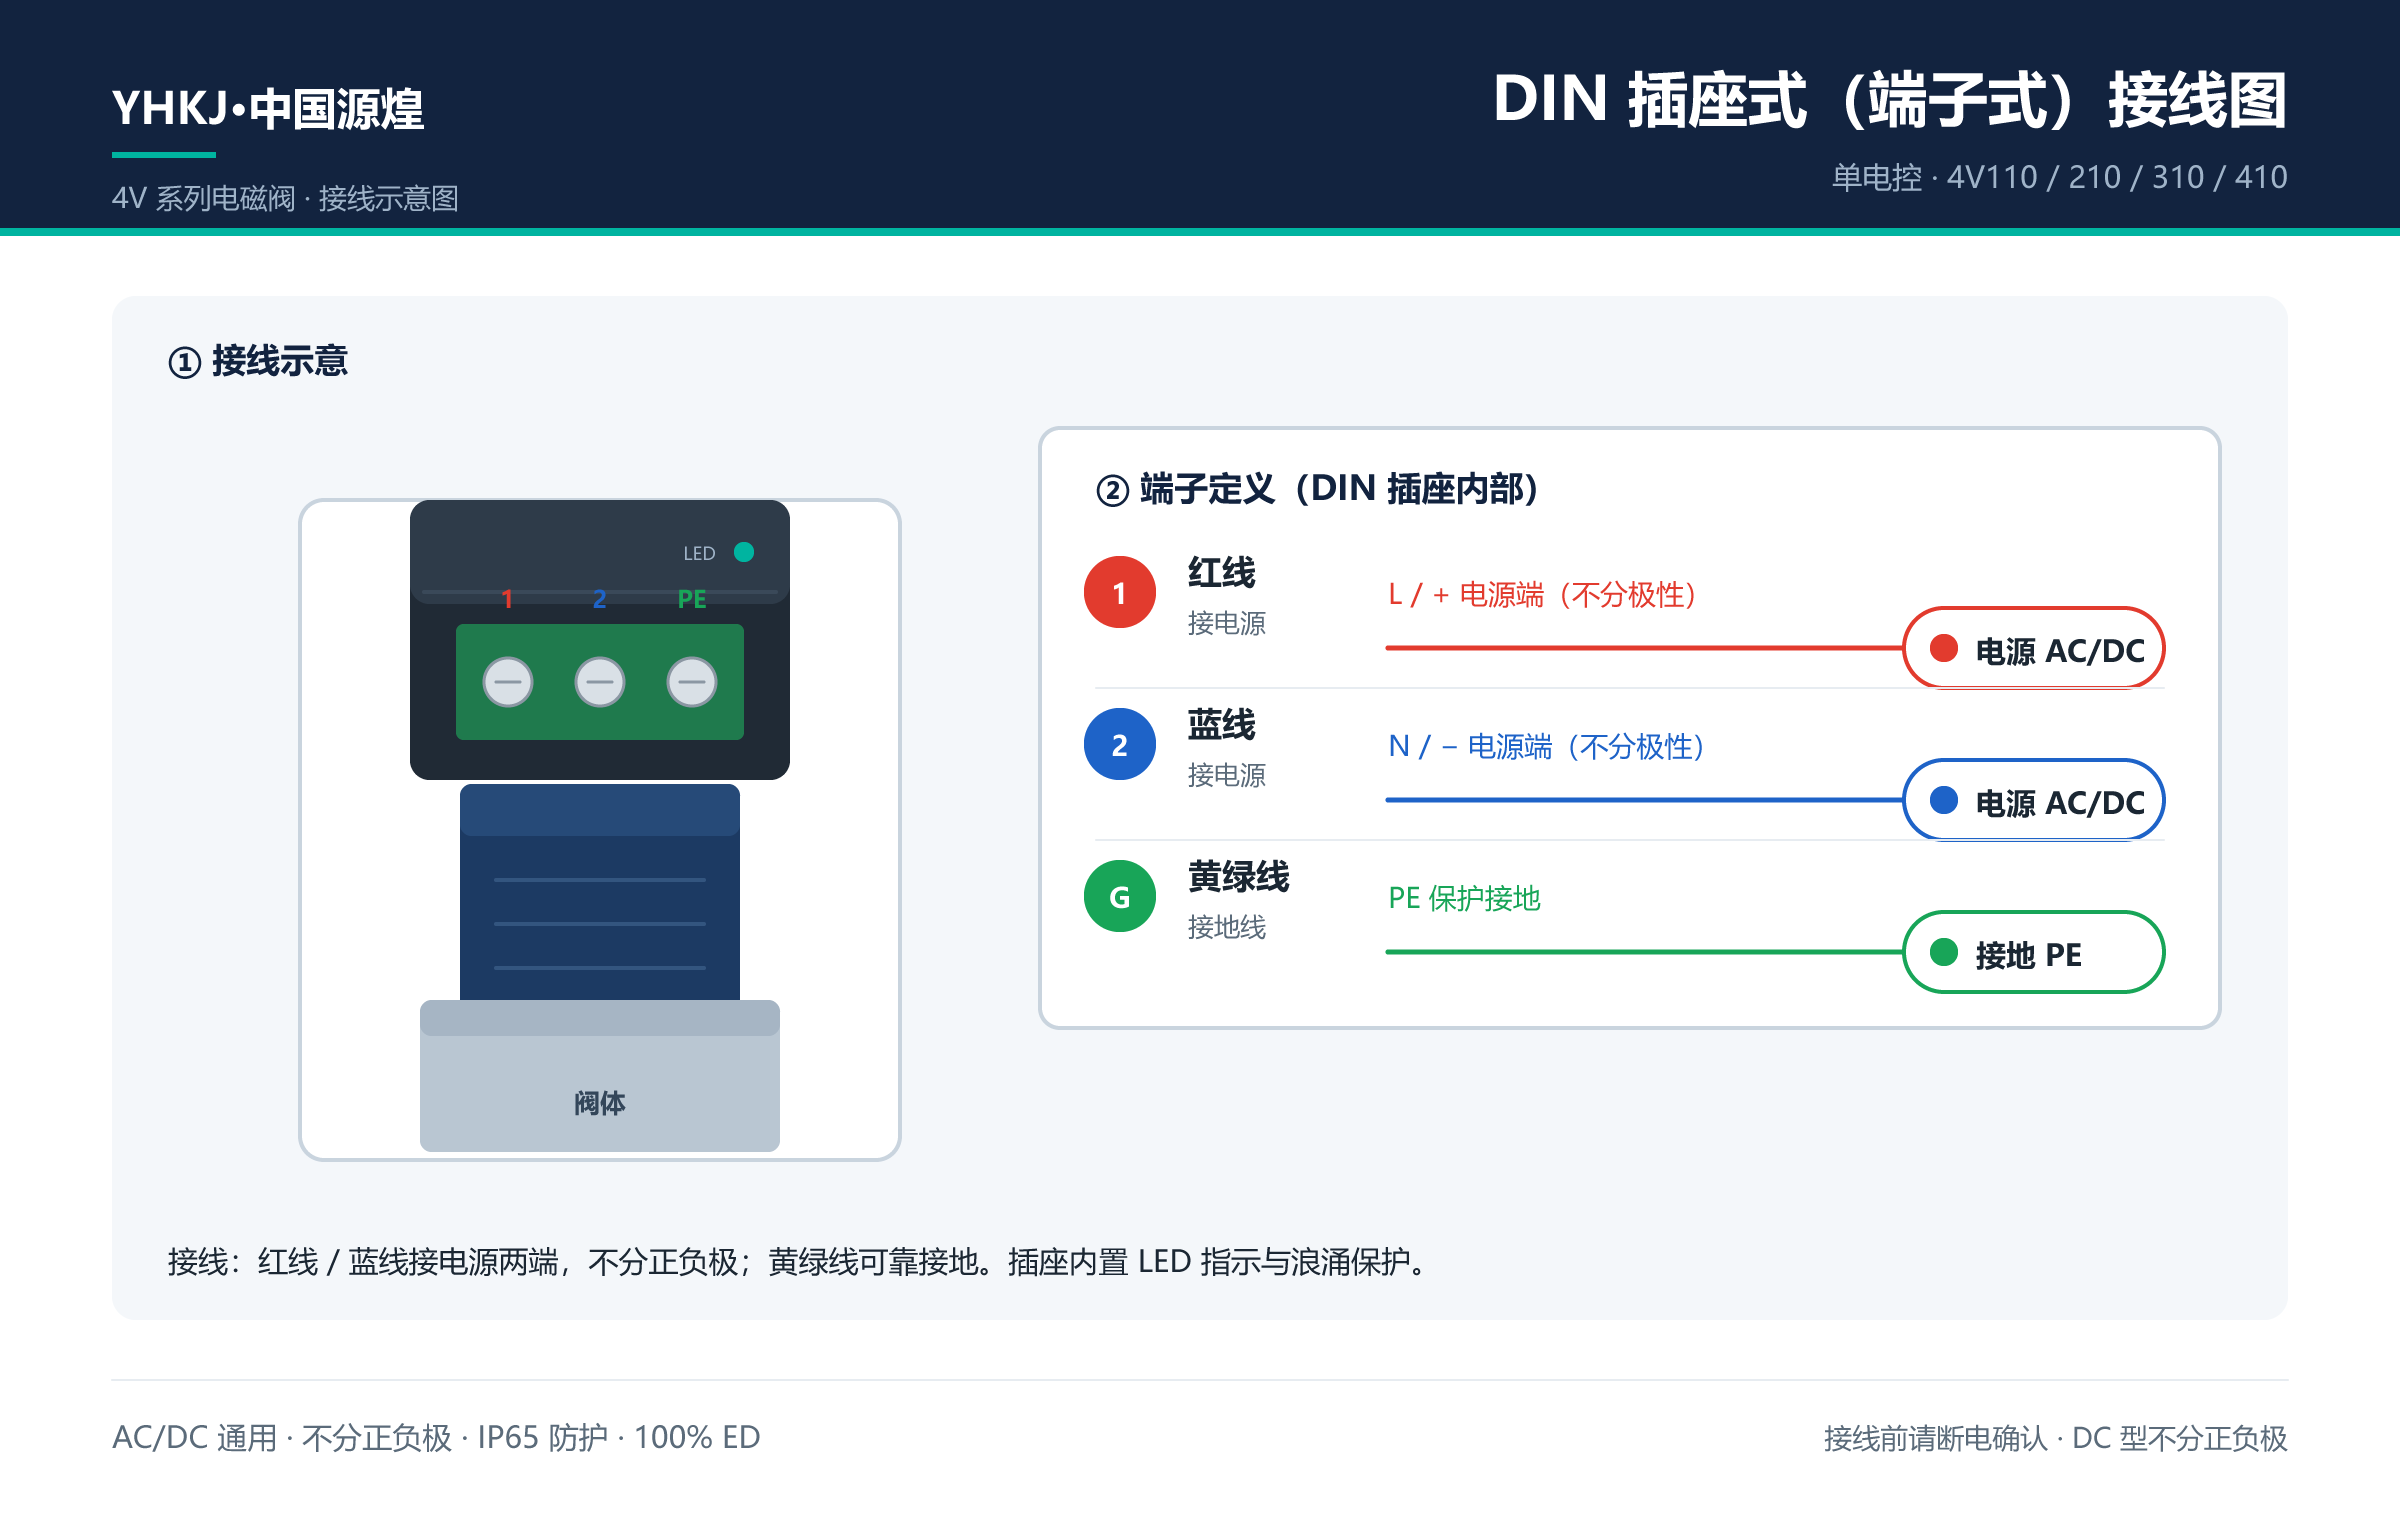 YHKJ·中国源煌
4V 系列电磁阀 · 接线示意图
DIN 插座式（端子式）接线图
单电控 · 4V110 / 210 / 310 / 410
① 接线示意
LED
1 2 PE
阀体
② 端子定义（DIN 插座内部）
1 红线
接电源
L / + 电源端（不分极性）
电源 AC/DC
2 蓝线
接电源
N / − 电源端（不分极性）
电源 AC/DC
G 黄绿线
接地线
PE 保护接地
接地 PE
接线：红线 / 蓝线接电源两端，不分正负极；黄绿线可靠接地。插座内置 LED 指示与浪涌保护。
AC/DC 通用 · 不分正负极 · IP65 防护 · 100% ED
接线前请断电确认 · DC 型不分正负极